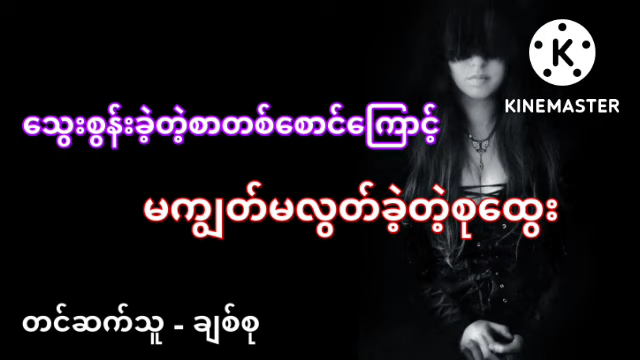 KINEMASTER
သွေးစွန်းခဲ့တဲ့စာတစ်စောင်ကြောင့်
မကျွတ်မလွတ်ခဲ့တဲ့စုထွေး
တင်ဆက်သူ - ချစ်စု